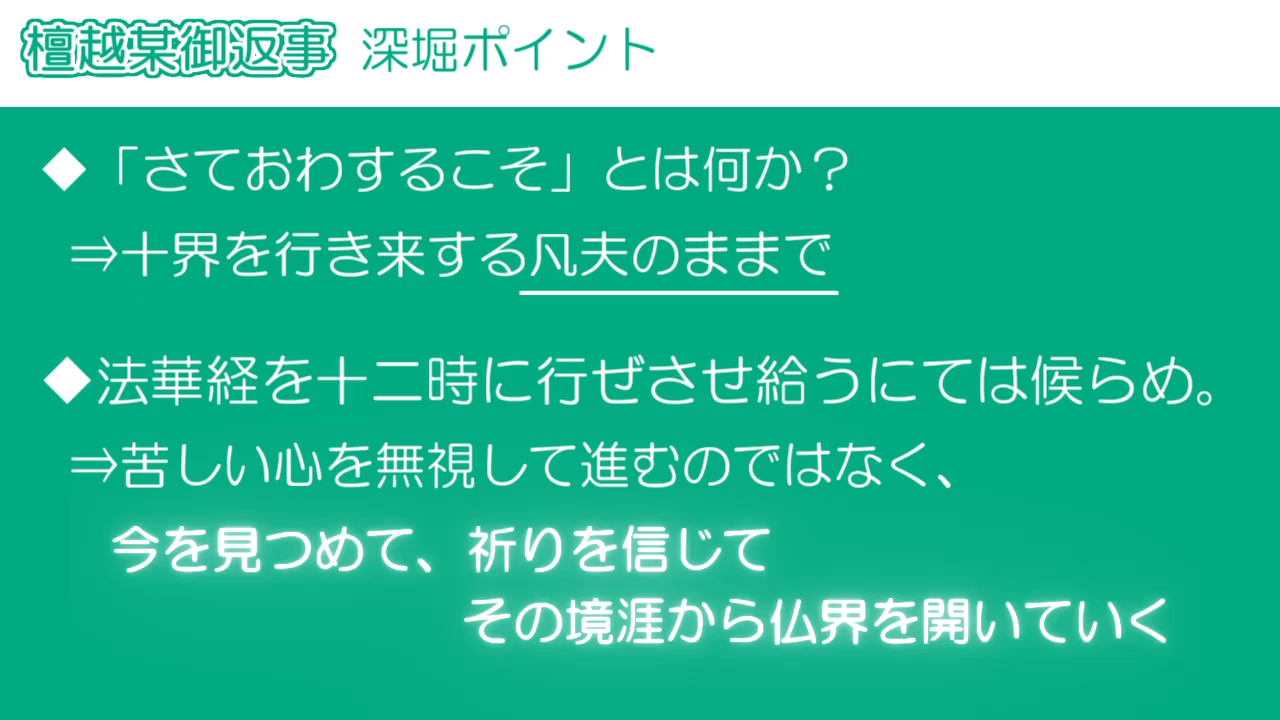 檀越某御返事 深堀ポイント
◆「さておわするこそ」とは何か？
⇒十界を行き来する凡夫のままで
◆法華経を十二時に行ぜさせ給うにては候らめ。
⇒苦しい心を無視して進むのではなく、
今を見つめて、祈りを信じて
その境涯から仏界を開いていく